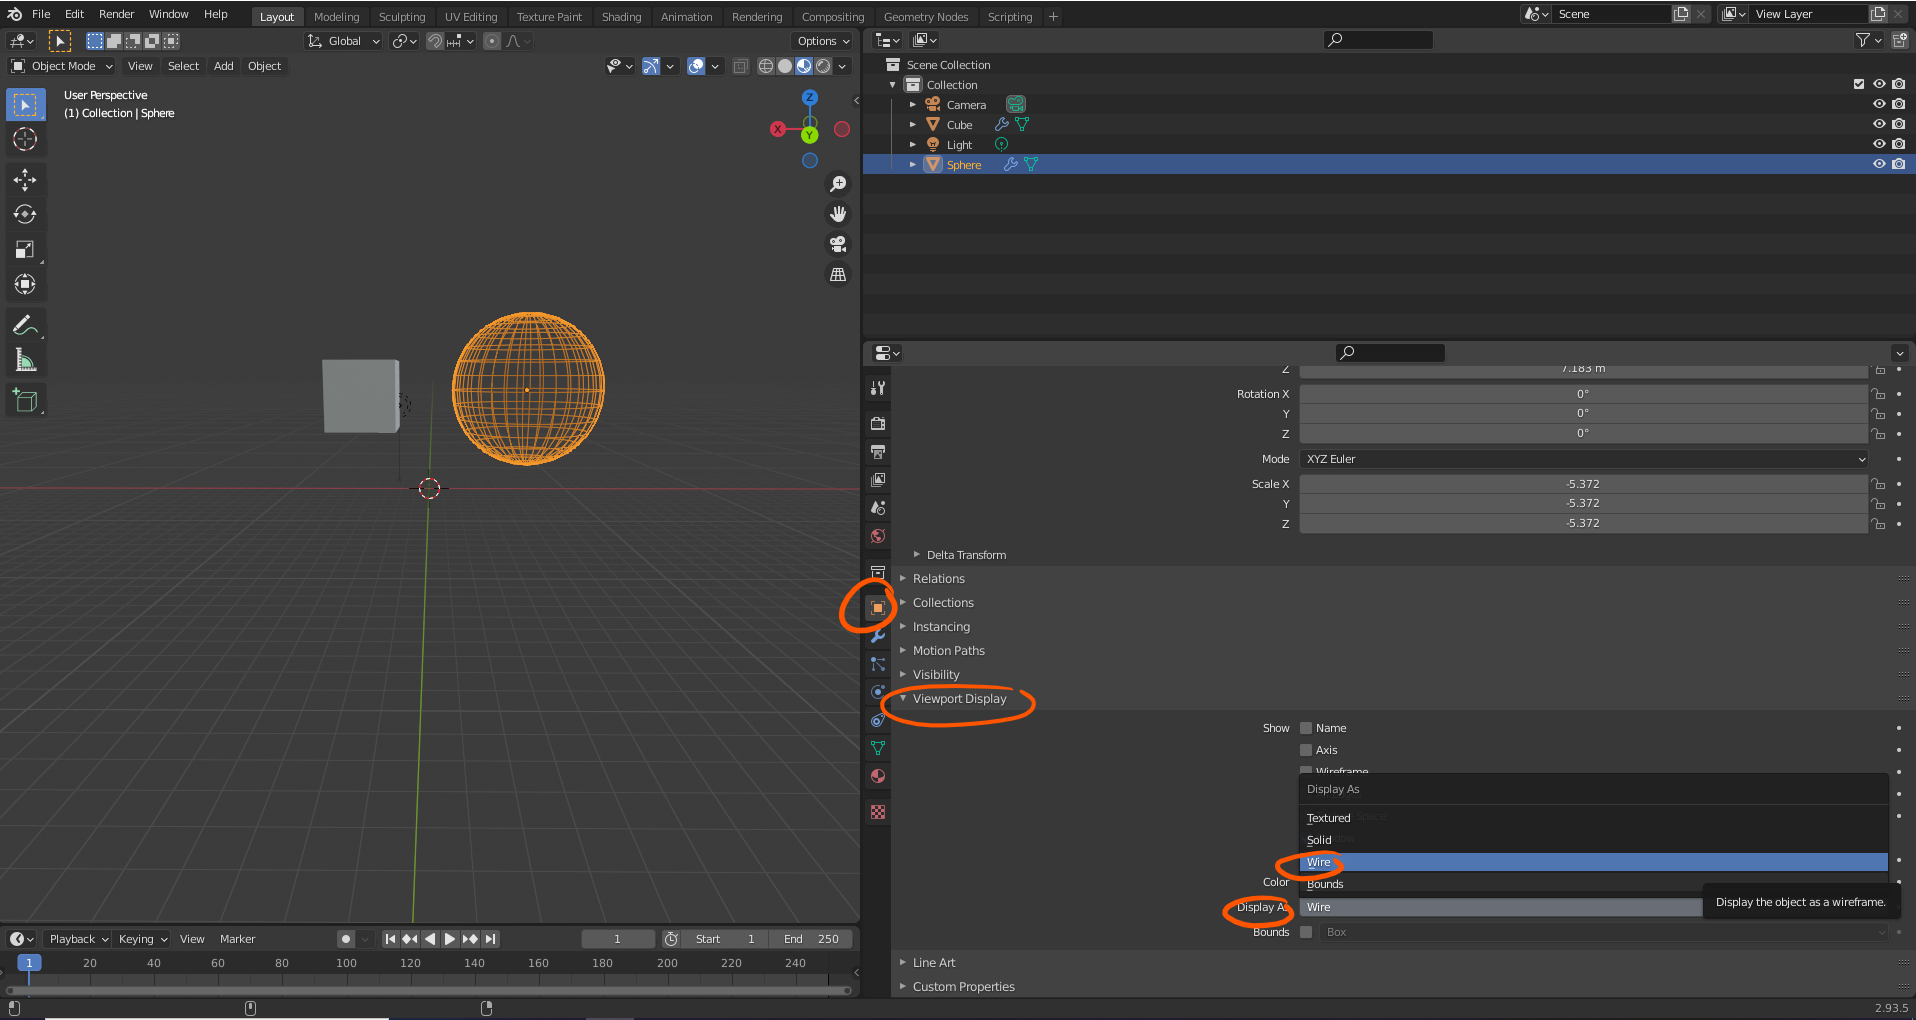 File Edit Render Window Help Layout Modeling Sculpting UV Editing Texture Paint Shading Animation Rendering Compositing Geometry Nodes Scripting + Scene View Layer
Global Options
Object Mode View Select Add Object
User Perspective
(1) Collection | Sphere
Z
X
Y
Scene Collection
Collection
Camera
Cube
Light
Sphere
Z 7.183 m
Rotation X 0°
Y 0°
Z 0°
Mode XYZ Euler
Scale X -5.372
Y -5.372
Z -5.372
Delta Transform
Relations
Collections
Instancing
Motion Paths
Visibility
Viewport Display
Show Name
Axis
Wireframe
Display As
Textured
Solid
Wire
Color Bounds
Display A Wire
Display the object as a wireframe.
Bounds Box
Line Art
Custom Properties
Playback Keying View Marker 1 Start 1 End 250
1 20 40 60 80 100 120 140 160 180 200 220 240
2.93.5